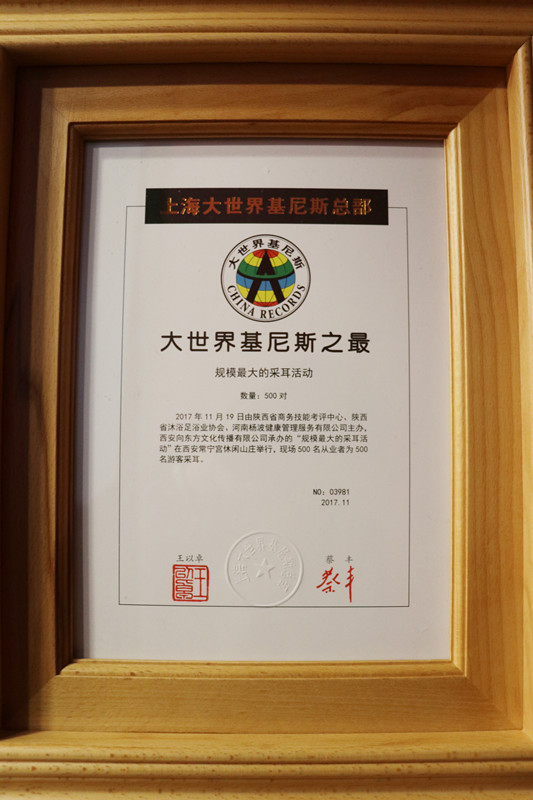 上海大世界基尼斯总部
大世界基尼斯
CHINA RECORDS
大世界基尼斯之最
规模最大的采耳活动
数量：500 对
2017 年 11 月 19 日由陕西省商务技能考评中心、陕西
省沐浴足浴业协会、河南杨波健康管理服务有限公司主办，
西安向东方文化传播有限公司承办的“规模最大的采耳活
动”在西安常宁宫休闲山庄举行，现场 500 名从业者为 500
名游客采耳。
NO：03981
2017.11
王以卓
蔡 丰
蔡丰